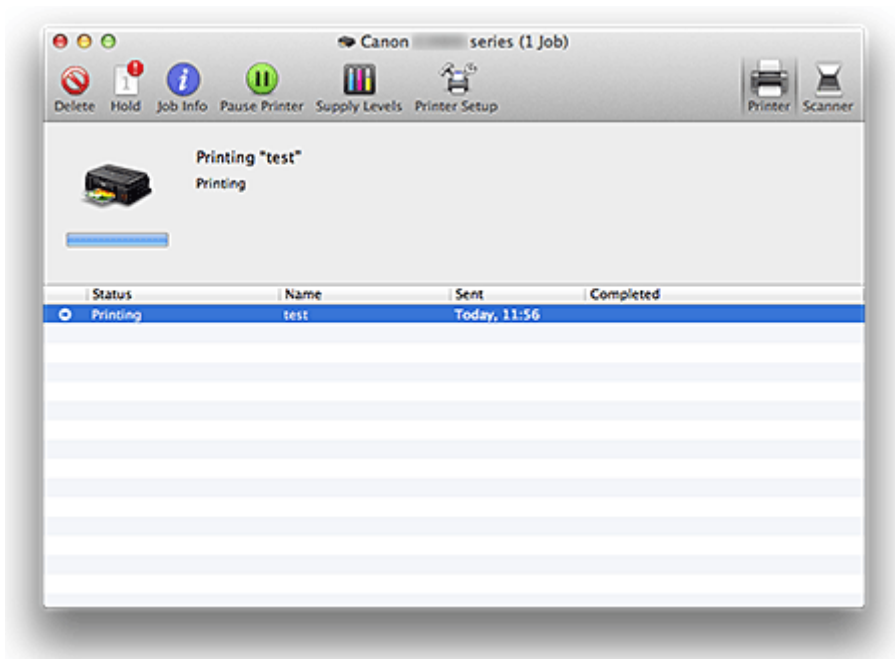 Canon series (1 Job)
1
Delete Hold Job Info Pause Printer Supply Levels Printer Setup Printer Scanner
Printing "test"
Printing
Status Name Sent Completed
Printing test Today, 11:56